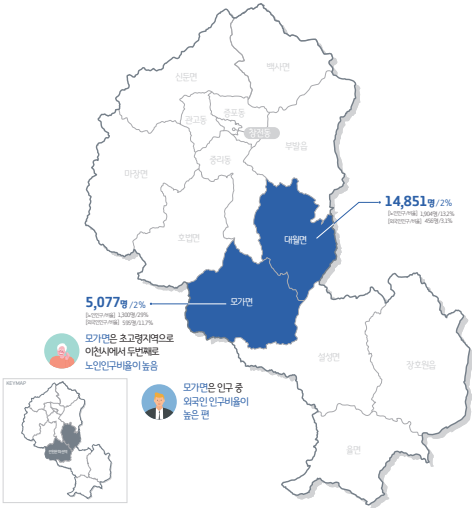 백사면
신둔면
증포동
관고동
창전동
부발읍
중리동
마장면
14,851명/2%
[노인인구/비율] 1,904명/13.2%
[외국인인구/비율] 456명/3.1%
호법면
대월면
5,077명/2%
[노인인구/비율] 1,300명/29%
[외국인인구/비율] 595명/11.7%
모가면
모가면은 초고령지역으로
이천시에서 두번째로
노인인구비율이 높음
설성면
장호원읍
KEYMAP
모가면은 인구 중
외국인 인구비율이
높은 편
율면